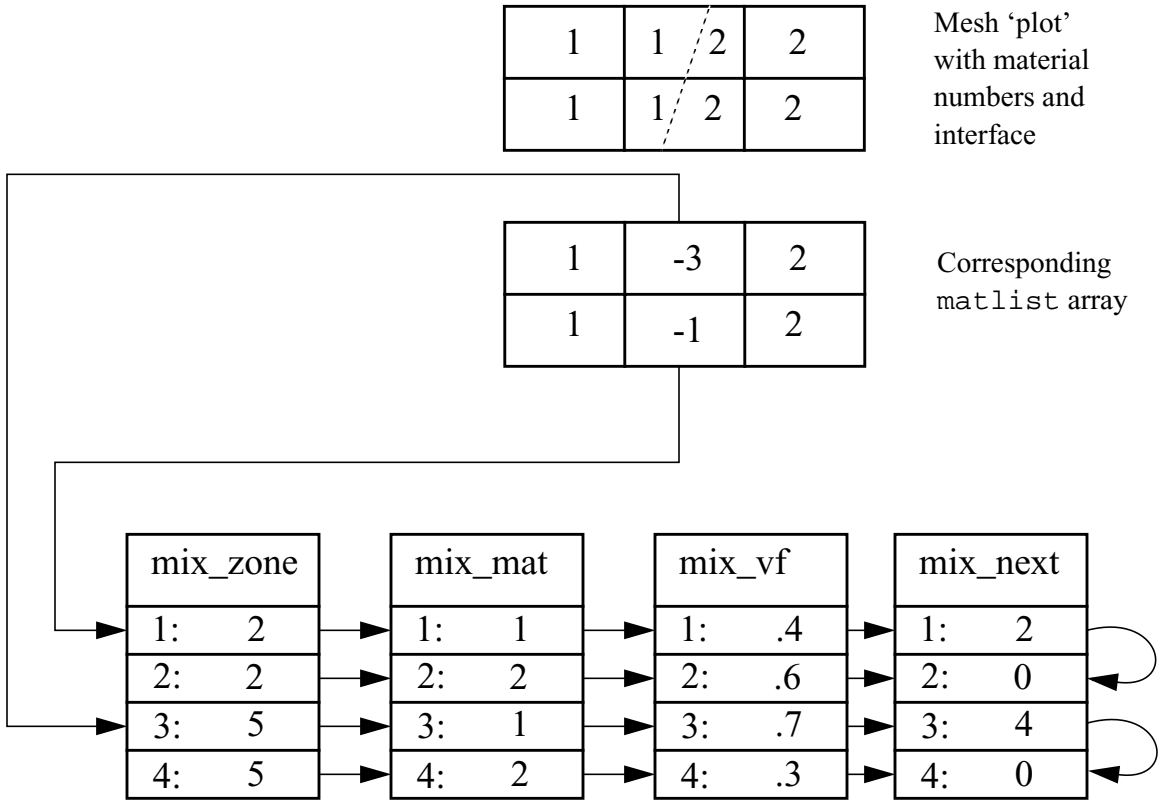 1 1 2 2
1 1 2 2
Mesh ‘plot’
with material
numbers and
interface
1 -3 2
1 -1 2
Corresponding
matlist array
mix_zone mix_mat mix_vf mix_next
1: 2 1: 1 1: .4 1: 2
2: 2 2: 2 2: .6 2: 0
3: 5 3: 1 3: .7 3: 4
4: 5 4: 2 4: .3 4: 0